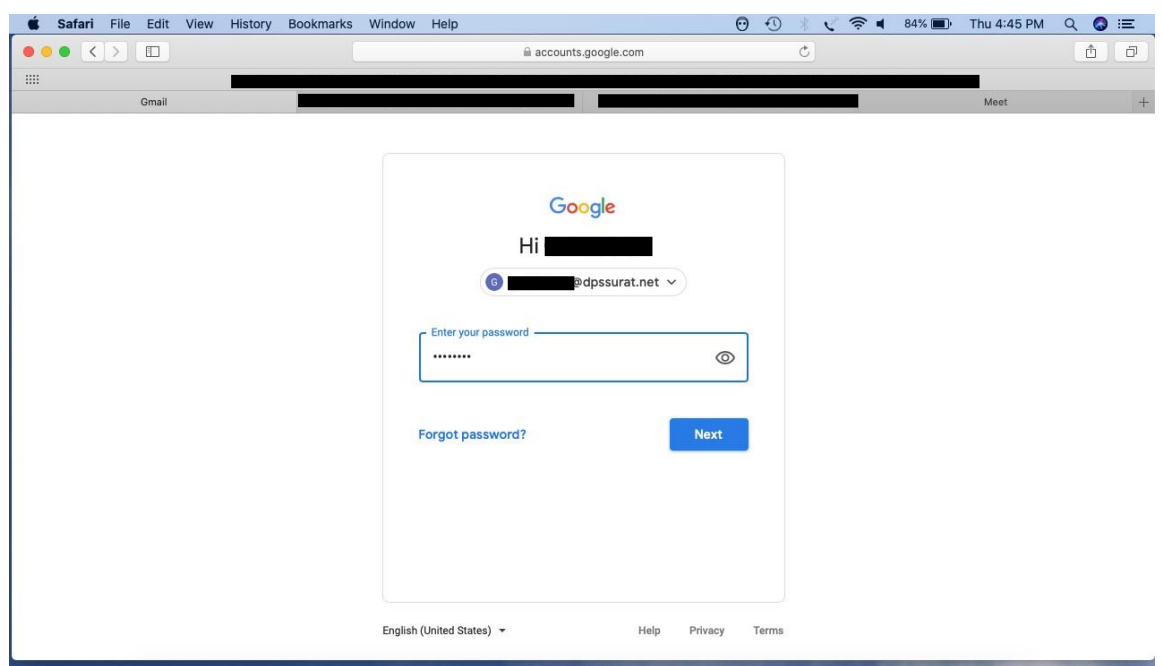 Safari File Edit View History Bookmarks Window Help 84% Thu 4:45 PM
accounts.google.com
Gmail Meet
Google
Hi
G @dpssurat.net
Enter your password
••••••••
Forgot password? Next
English (United States) Help Privacy Terms